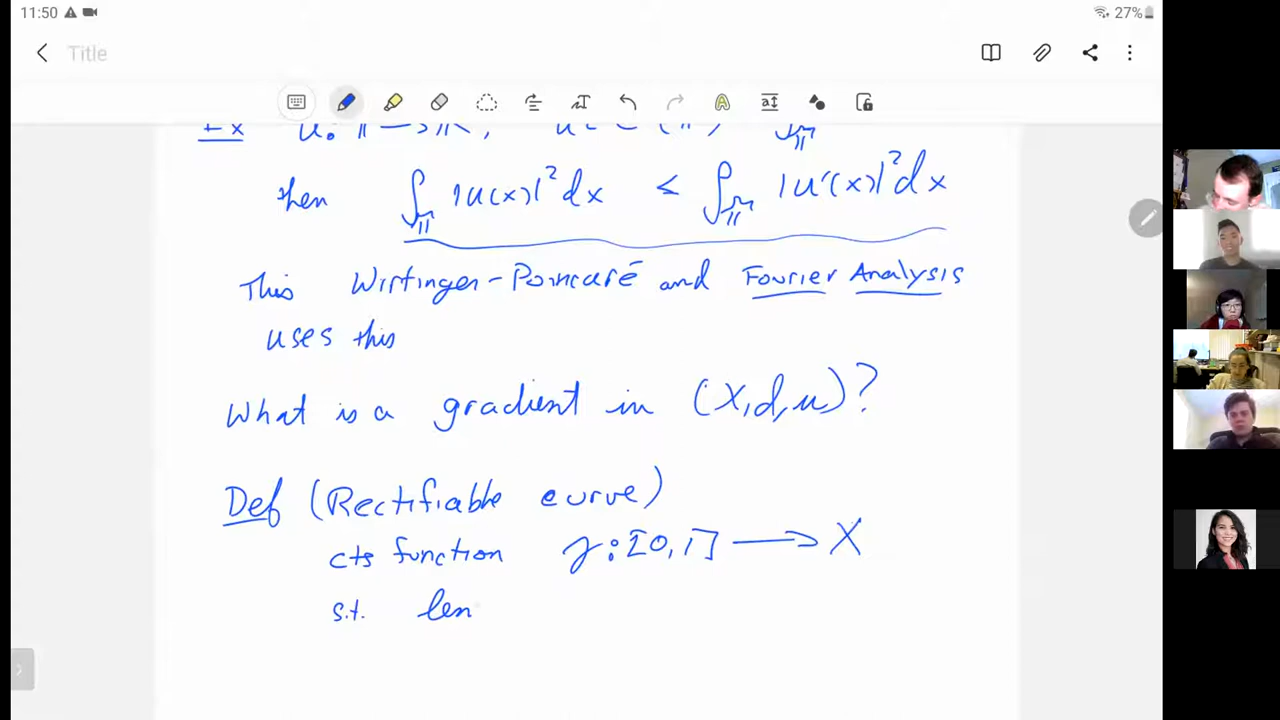 11:50
27%
Title
then ∫_π |u(x)|² dx ≤ ∫_π |u'(x)|² dx
This Wirtinger-Poincaré and Fourier Analysis
uses this
What is a gradient in (X,d,μ)?
Def (Rectifiable curve)
cts function γ:[0,1] → X
s.t. len